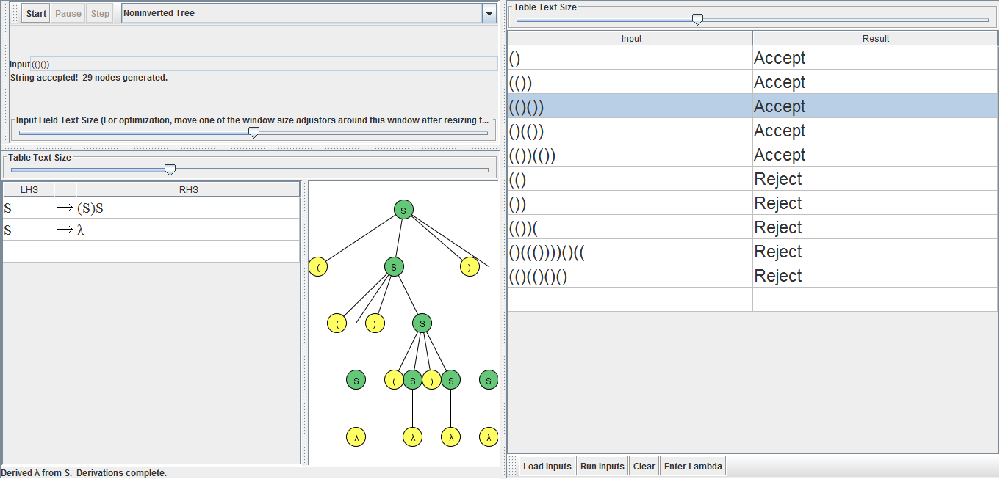 Start Pause Step Noninverted Tree
Input (()())
String accepted! 29 nodes generated.
Input Field Text Size (For optimization, move one of the window size adjustors around this window after resizing t...
Table Text Size
LHS RHS
S → (S)S
S → λ
S
( S )
( ) S
S ( S ) S S
λ λ λ λ
Derived λ from S. Derivations complete.
Table Text Size
Input Result
() Accept
(()) Accept
(()()) Accept
()(()) Accept
(())(()) Accept
(() Reject
()) Reject
(())( Reject
()((())))()(( Reject
(()(()()() Reject
Load Inputs Run Inputs Clear Enter Lambda